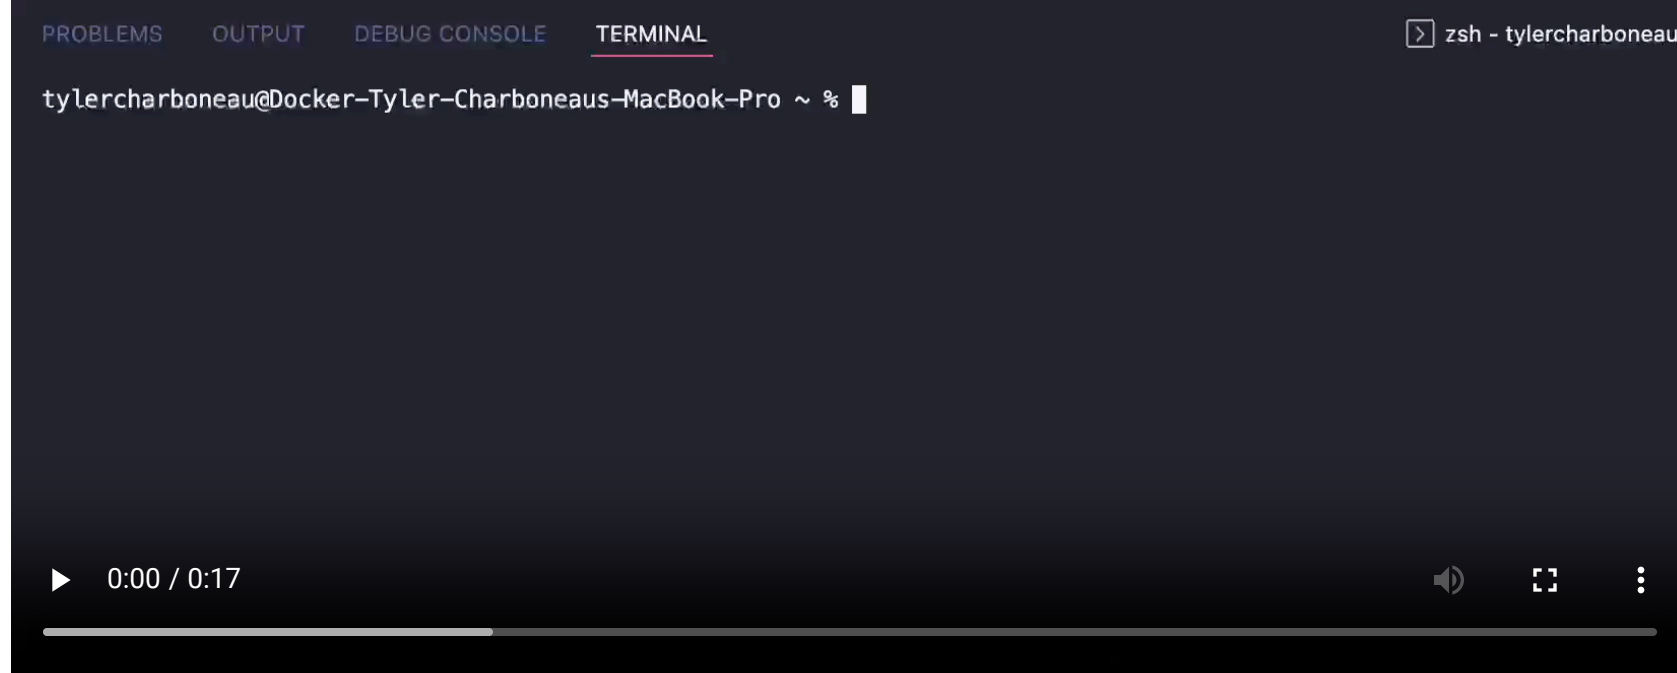 PROBLEMS OUTPUT DEBUG CONSOLE TERMINAL zsh - tylercharboneau
tylercharboneau@Docker-Tyler-Charboneaus-MacBook-Pro ~ %
0:00 / 0:17